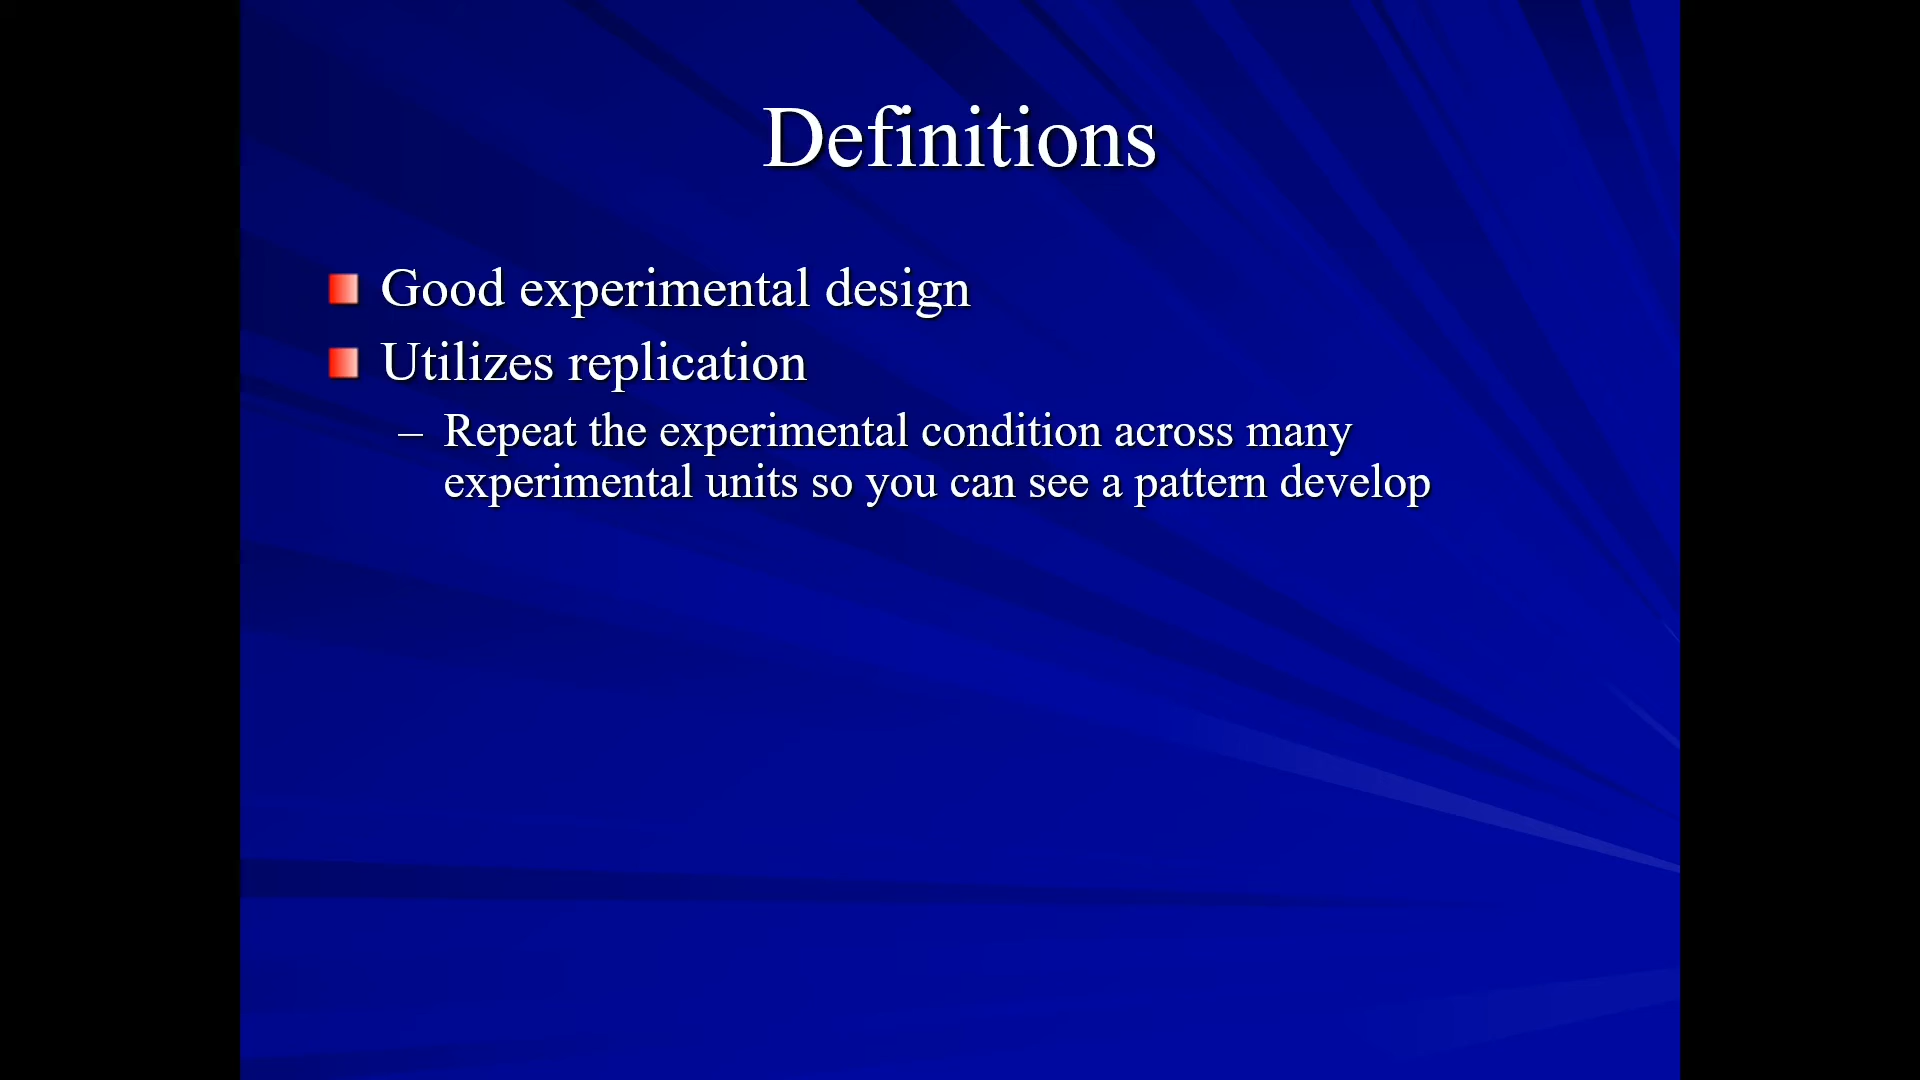 Definitions
Good experimental design
Utilizes replication
– Repeat the experimental condition across many
experimental units so you can see a pattern develop